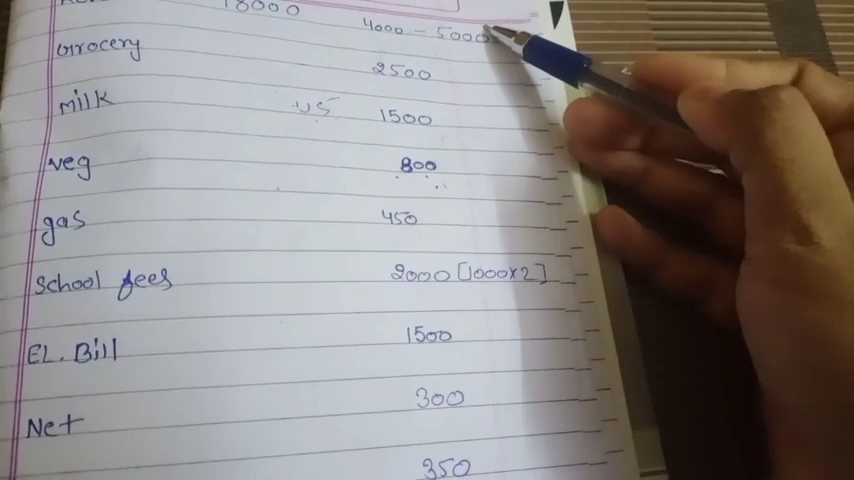 18000
4000 - 5000
Grocery 2500
Milk 45 1500
veg 800
gas 450
School fees 2000 [1000x2]
EL. Bill 1500
Net 300
350